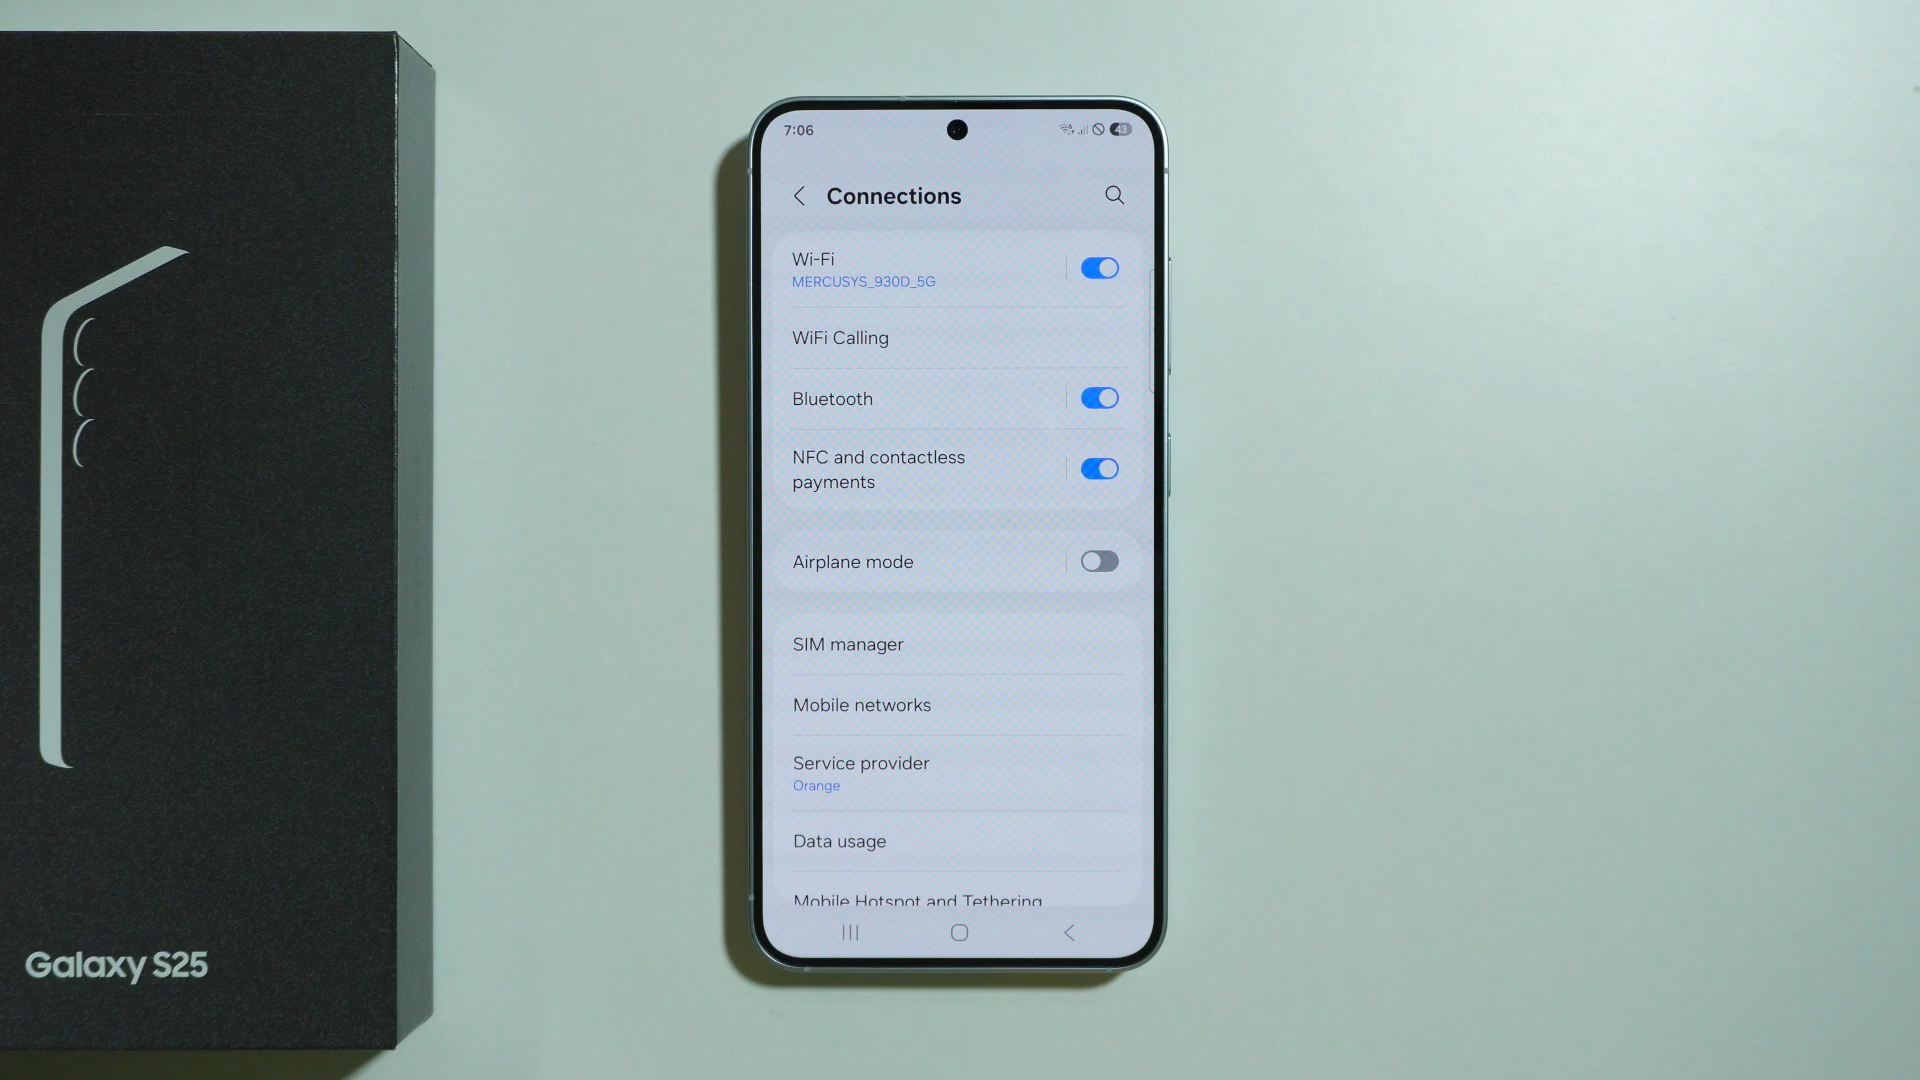 7:06
43
Connections
Wi-Fi
MERCUSYS_930D_5G
WiFi Calling
Bluetooth
NFC and contactless
payments
Airplane mode
SIM manager
Mobile networks
Service provider
Orange
Data usage
Mobile Hotspot and Tethering
Galaxy S25